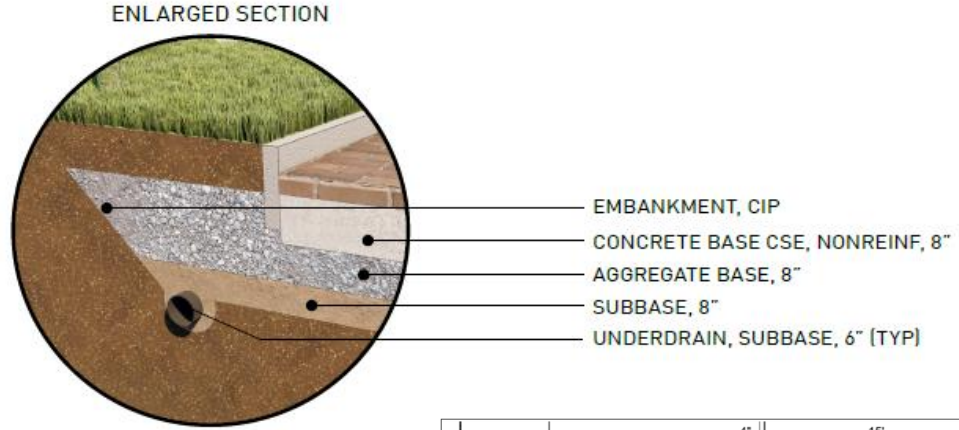 ENLARGED SECTION
EMBANKMENT, CIP
CONCRETE BASE CSE, NONREINF, 8”
AGGREGATE BASE, 8”
SUBBASE, 8”
UNDERDRAIN, SUBBASE, 6” (TYP)